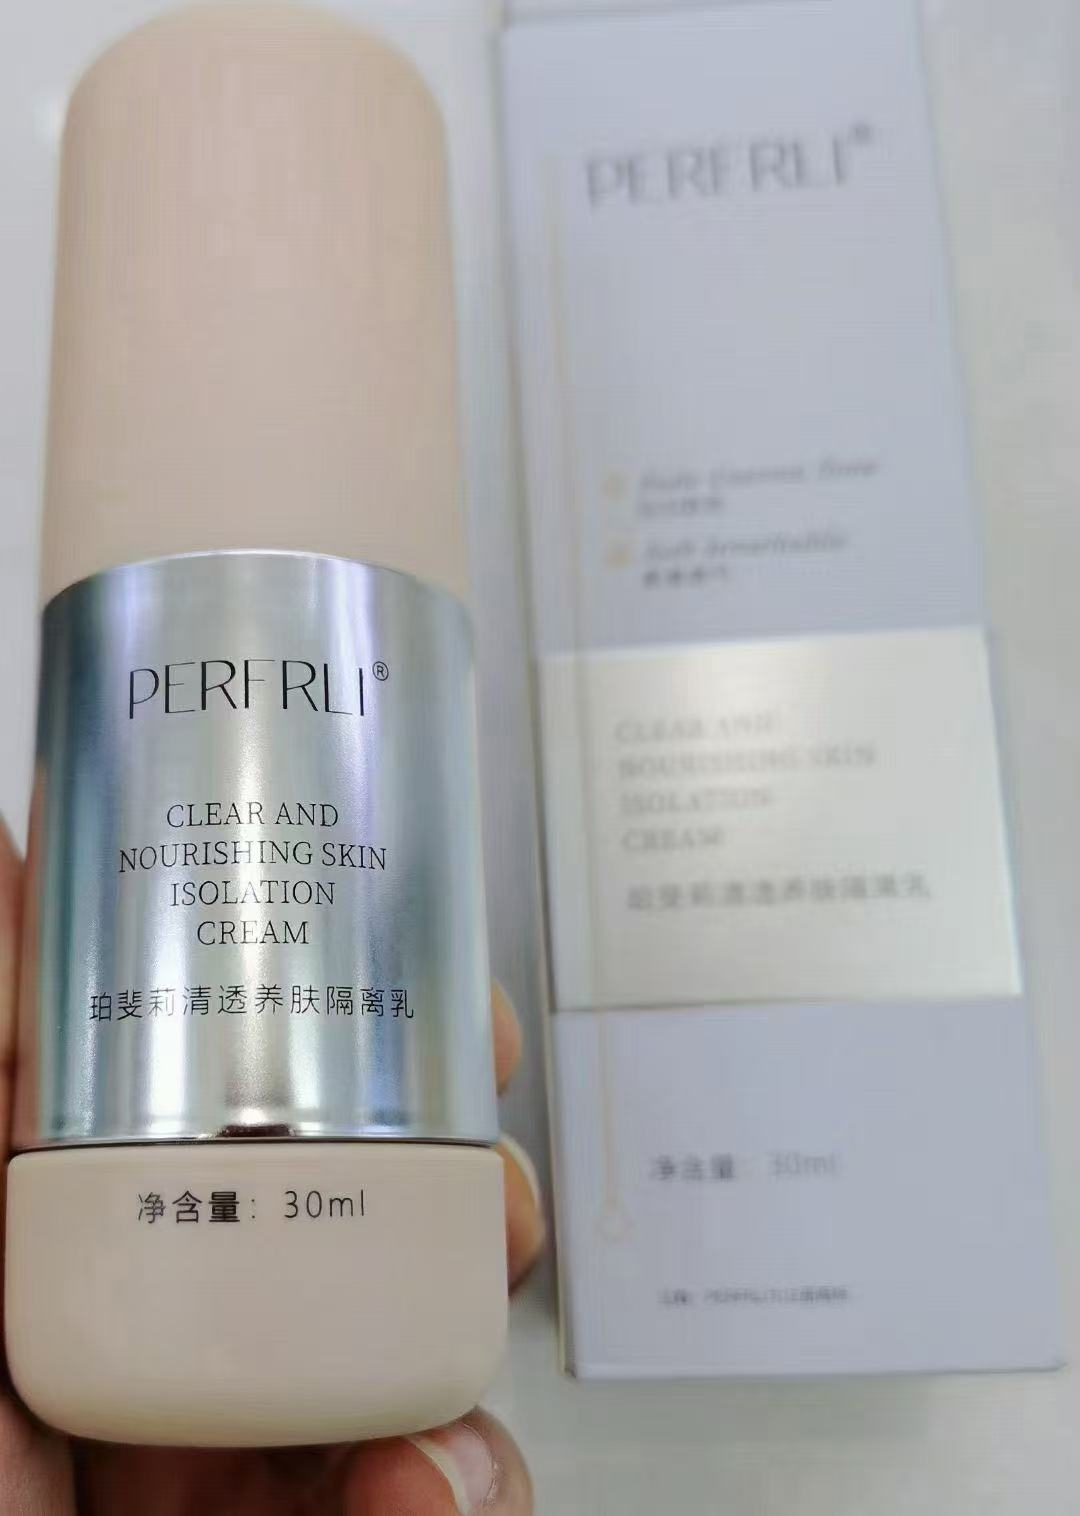 PERFRLI®
CLEAR AND
NOURISHING SKIN
ISOLATION
CREAM
珀斐莉清透养肤隔离乳
净含量：30ml
PERFRLI®
CLEAR AND
NOURISHING SKIN
ISOLATION
CREAM
珀斐莉清透养肤隔离乳
净含量：30ml